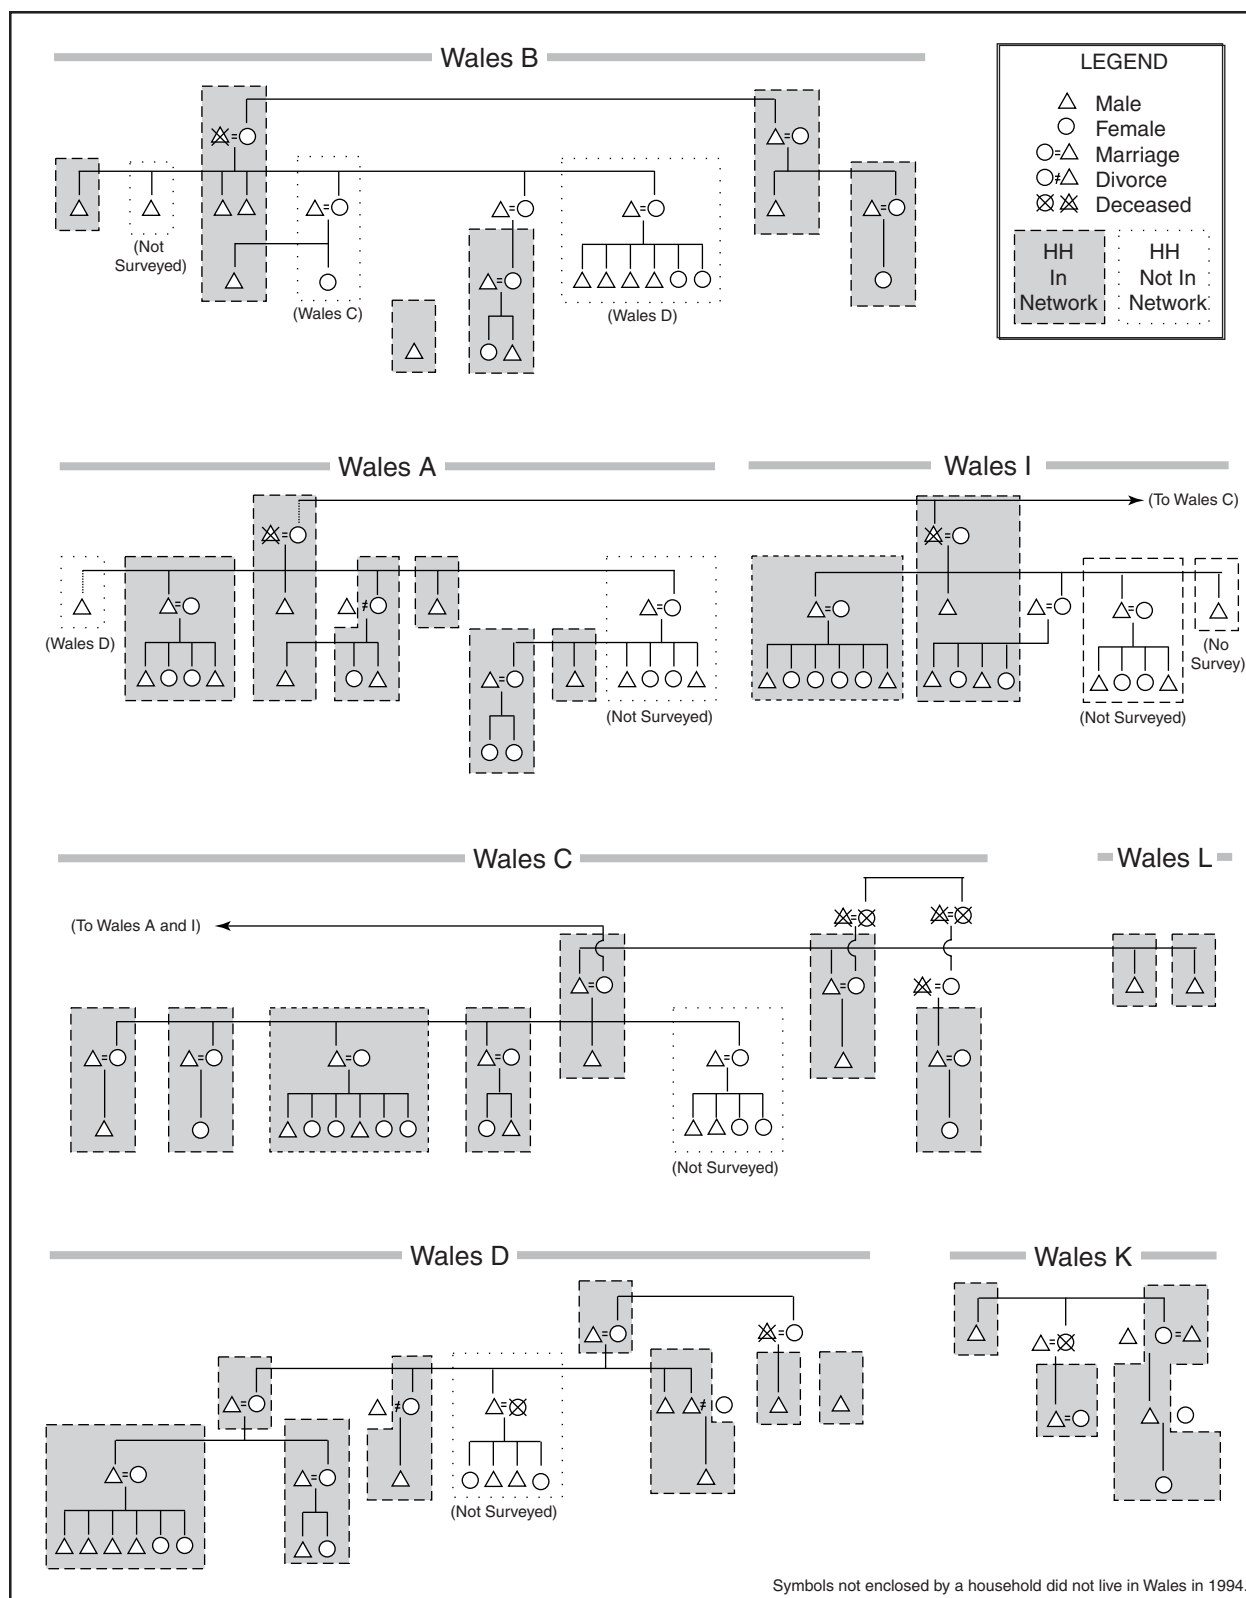 Wales B
LEGEND
Male
Female
Marriage
Divorce
Deceased
HH
In
Network
HH
Not In
Network
(Not
Surveyed)
(Wales C)
(Wales D)
Wales A
Wales I
(To Wales C)
(Wales D)
(No
Survey)
(Not Surveyed)
(Not Surveyed)
Wales C
Wales L
(To Wales A and I)
(Not Surveyed)
Wales D
Wales K
(Not Surveyed)
Symbols not enclosed by a household did not live in Wales in 1994.